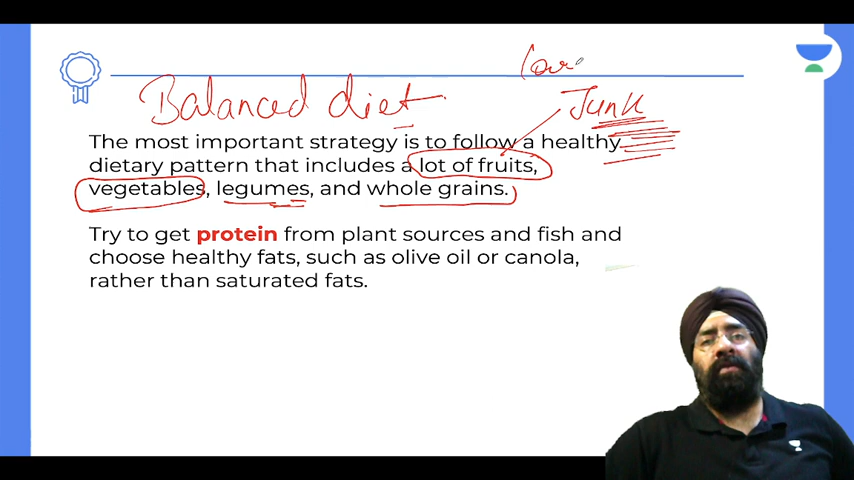 Balanced diet
Junk
The most important strategy is to follow a healthy
dietary pattern that includes a lot of fruits,
vegetables, legumes, and whole grains.
Try to get protein from plant sources and fish and
choose healthy fats, such as olive oil or canola,
rather than saturated fats.